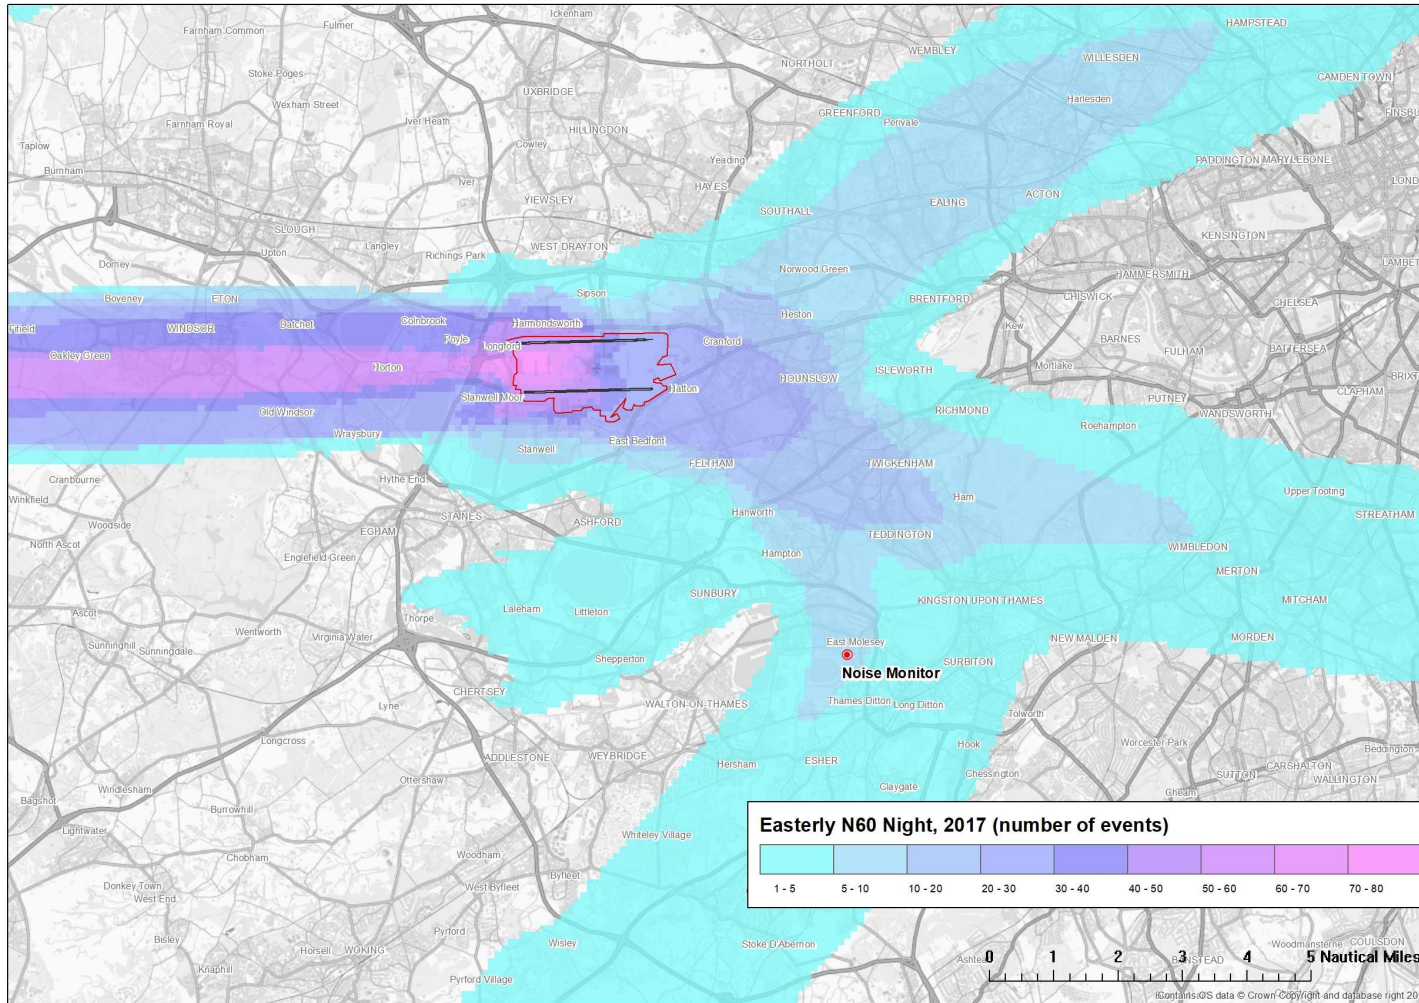 Ickenham
HAMPSTEAD
Fulmer
Farnham Common
WEMBLEY
WILLESDEN
NORTHOLT
Stoke Poges
CAMDEN TOWN
UXBRIDGE
Harlesden
Wexham Street
GREENFORD
Iver Heath
Perivale
Farnham Royal
HILLINGDON
Cowley
Taplow
Yeading
PADDINGTON
MARYLEBONE
Burnham
Iver
HAYES
ACTON
YIEWSLEY
EALING
SOUTHALL
SLOUGH
KENSINGTON
Langley
WEST DRAYTON
Upton
Richings Park
Dorney
Norwood Green
HAMMERSMITH
Sipson
CHISWICK
Boveney
ETON
BRENTFORD
CHELSEA
Heston
Colnbrook
Harmondsworth
Datchet
Fifield
WINDSOR
Kew
BARNES
Poyle
Cranford
Longford
FULHAM
BATTERSEA
Oakley Green
Mortlake
Horton
ISLEWORTH
HOUNSLOW
Hatton
CLAPHAM
Stanwell Moor
PUTNEY
Old Windsor
RICHMOND
WANDSWORTH
Roehampton
Wraysbury
East Bedfont
Stanwell
FELTHAM
TWICKENHAM
Cranbourne
Hythe End
Upper Tooting
Winkfield
Ham
Woodside
Hanworth
STAINES
STREATHAM
ASHFORD
EGHAM
TEDDINGTON
North Ascot
Englefield Green
Hampton
WIMBLEDON
MERTON
SUNBURY
KINGSTON UPON THAMES
MITCHAM
Ascot
Laleham
Littleton
Thorpe
Wentworth
Virginia Water
NEW MALDEN
MORDEN
Sunninghill
Sunningdale
East Molesey
Shepperton
SURBITON
Noise Monitor
CHERTSEY
Thames Ditton
Long Ditton
Lyne
WALTON-ON-THAMES
Tolworth
Longcross
Worcester Park
Hook
Beddington
ADDLESTONE
WEYBRIDGE
ESHER
Hersham
CARSHALTON
Chessington
SUTTON
WALLINGTON
Ottershaw
Claygate
Windlesham
Cheam
Bagshot
Burrowhill
Easterly N60 Night, 2017 (number of events)
Lightwater
Whiteley Village
Chobham
Woodham
1 - 5 5 - 10 10 - 20 20 - 30 30 - 40 40 - 50 50 - 60 60 - 70 70 - 80
Byfleet
Donkey Town
West Byfleet
West End
Pyrford
Bisley
Wisley
Stoke D'Abernon
Woodmansterne
COULSDON
Horsell
WOKING
0 1 2 3 4 5 Nautical Miles
Knaphill
Pyrford Village